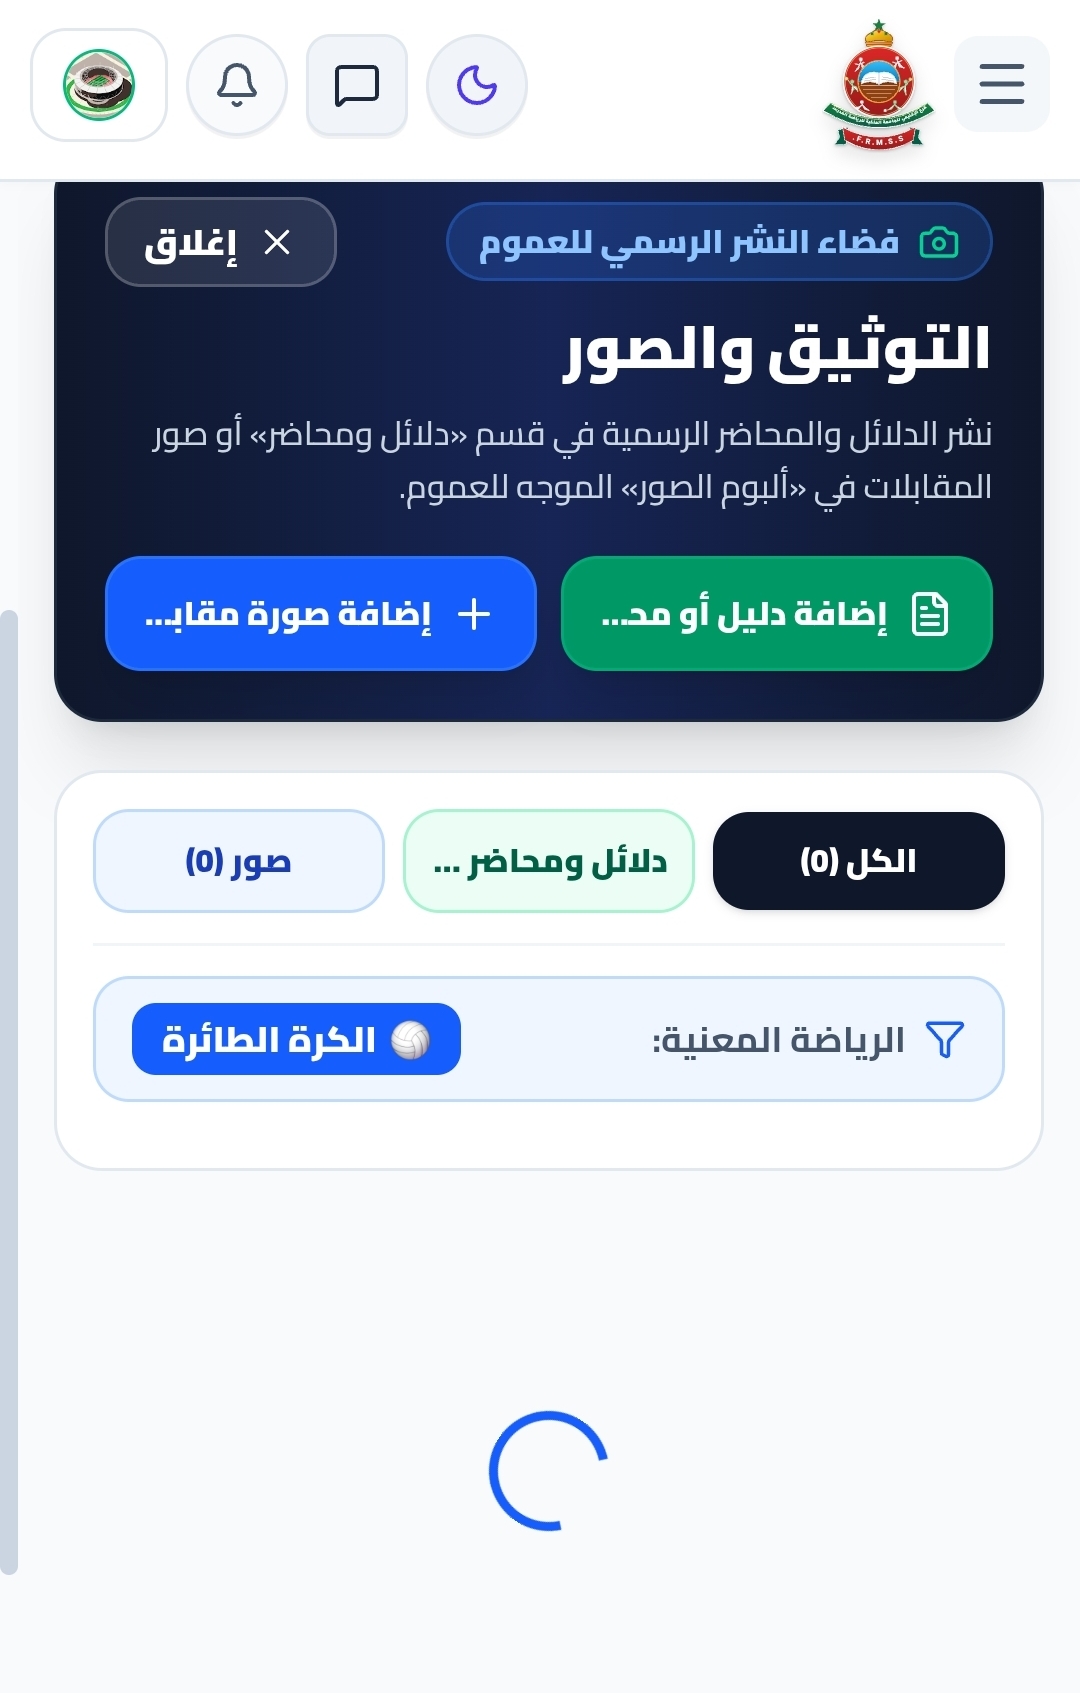 F.R.M.S.S
فضاء النشر الرسمي للعموم
إغلاق
التوثيق والصور
نشر الدلائل والمحاضر الرسمية في قسم «دلائل ومحاضر» أو صور
المقابلات في «ألبوم الصور» الموجه للعموم.
إضافة دليل أو محـ...
إضافة صورة مقابـ...
الكل (0)
دلائل ومحاضر ...
صور (0)
الرياضة المعنية:
الكرة الطائرة